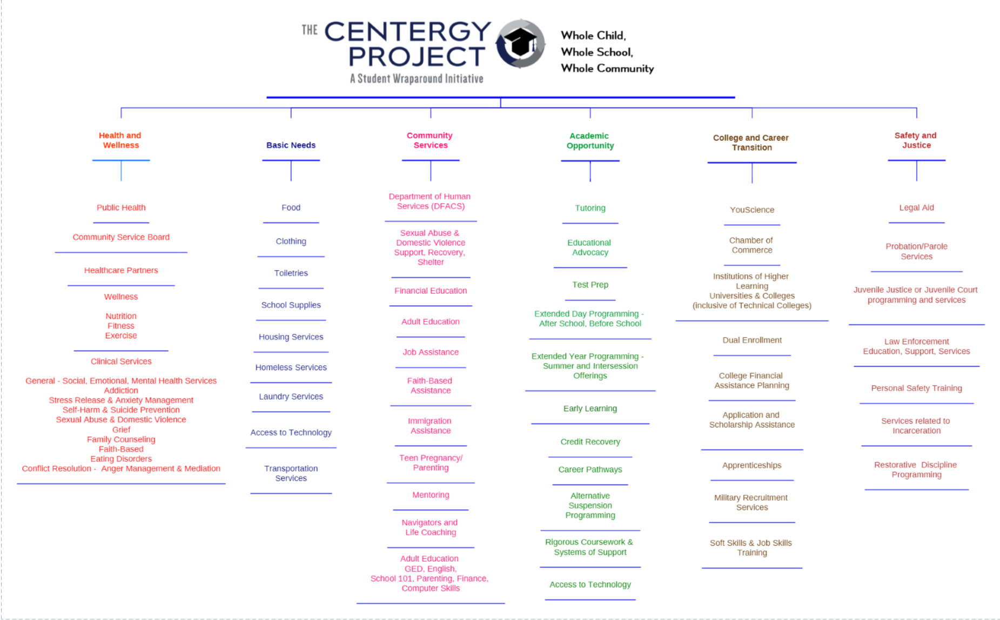 THE CENTERGY
PROJECT
A Student Wraparound Initiative
Whole Child,
Whole School,
Whole Community
Health and
Wellness
Public Health
Community Service Board
Healthcare Partners
Wellness
Nutrition
Fitness
Exercise
Clinical Services
General - Social, Emotional, Mental Health Services
Addiction
Stress Release & Anxiety Management
Self-Harm & Suicide Prevention
Sexual Abuse & Domestic Violence
Grief
Family Counseling
Faith-Based
Eating Disorders
Conflict Resolution - Anger Management & Mediation
Basic Needs
Food
Clothing
Toiletries
School Supplies
Housing Services
Homeless Services
Laundry Services
Access to Technology
Transportation
Services
Community
Services
Department of Human
Services (DFACS)
Sexual Abuse &
Domestic Violence
Support, Recovery,
Shelter
Financial Education
Adult Education
Job Assistance
Faith-Based
Assistance
Immigration
Assistance
Teen Pregnancy/
Parenting
Mentoring
Navigators and
Life Coaching
Adult Education
GED, English,
School 101, Parenting, Finance,
Computer Skills
Academic
Opportunity
Tutoring
Educational
Advocacy
Test Prep
Extended Day Programming -
After School, Before School
Extended Year Programming -
Summer and Intersession
Offerings
Early Learning
Credit Recovery
Career Pathways
Alternative
Suspension
Programming
Rigorous Coursework &
Systems of Support
Access to Technology
College and Career
Transition
YouScience
Chamber of
Commerce
Institutions of Higher
Learning
Universities & Colleges
(inclusive of Technical Colleges)
Dual Enrollment
College Financial
Assistance Planning
Application and
Scholarship Assistance
Apprenticeships
Military Recruitment
Services
Soft Skills & Job Skills
Training
Safety and
Justice
Legal Aid
Probation/Parole
Services
Juvenile Justice or Juvenile Court
programming and services
Law Enforcement
Education, Support, Services
Personal Safety Training
Services related to
Incarceration
Restorative Discipline
Programming